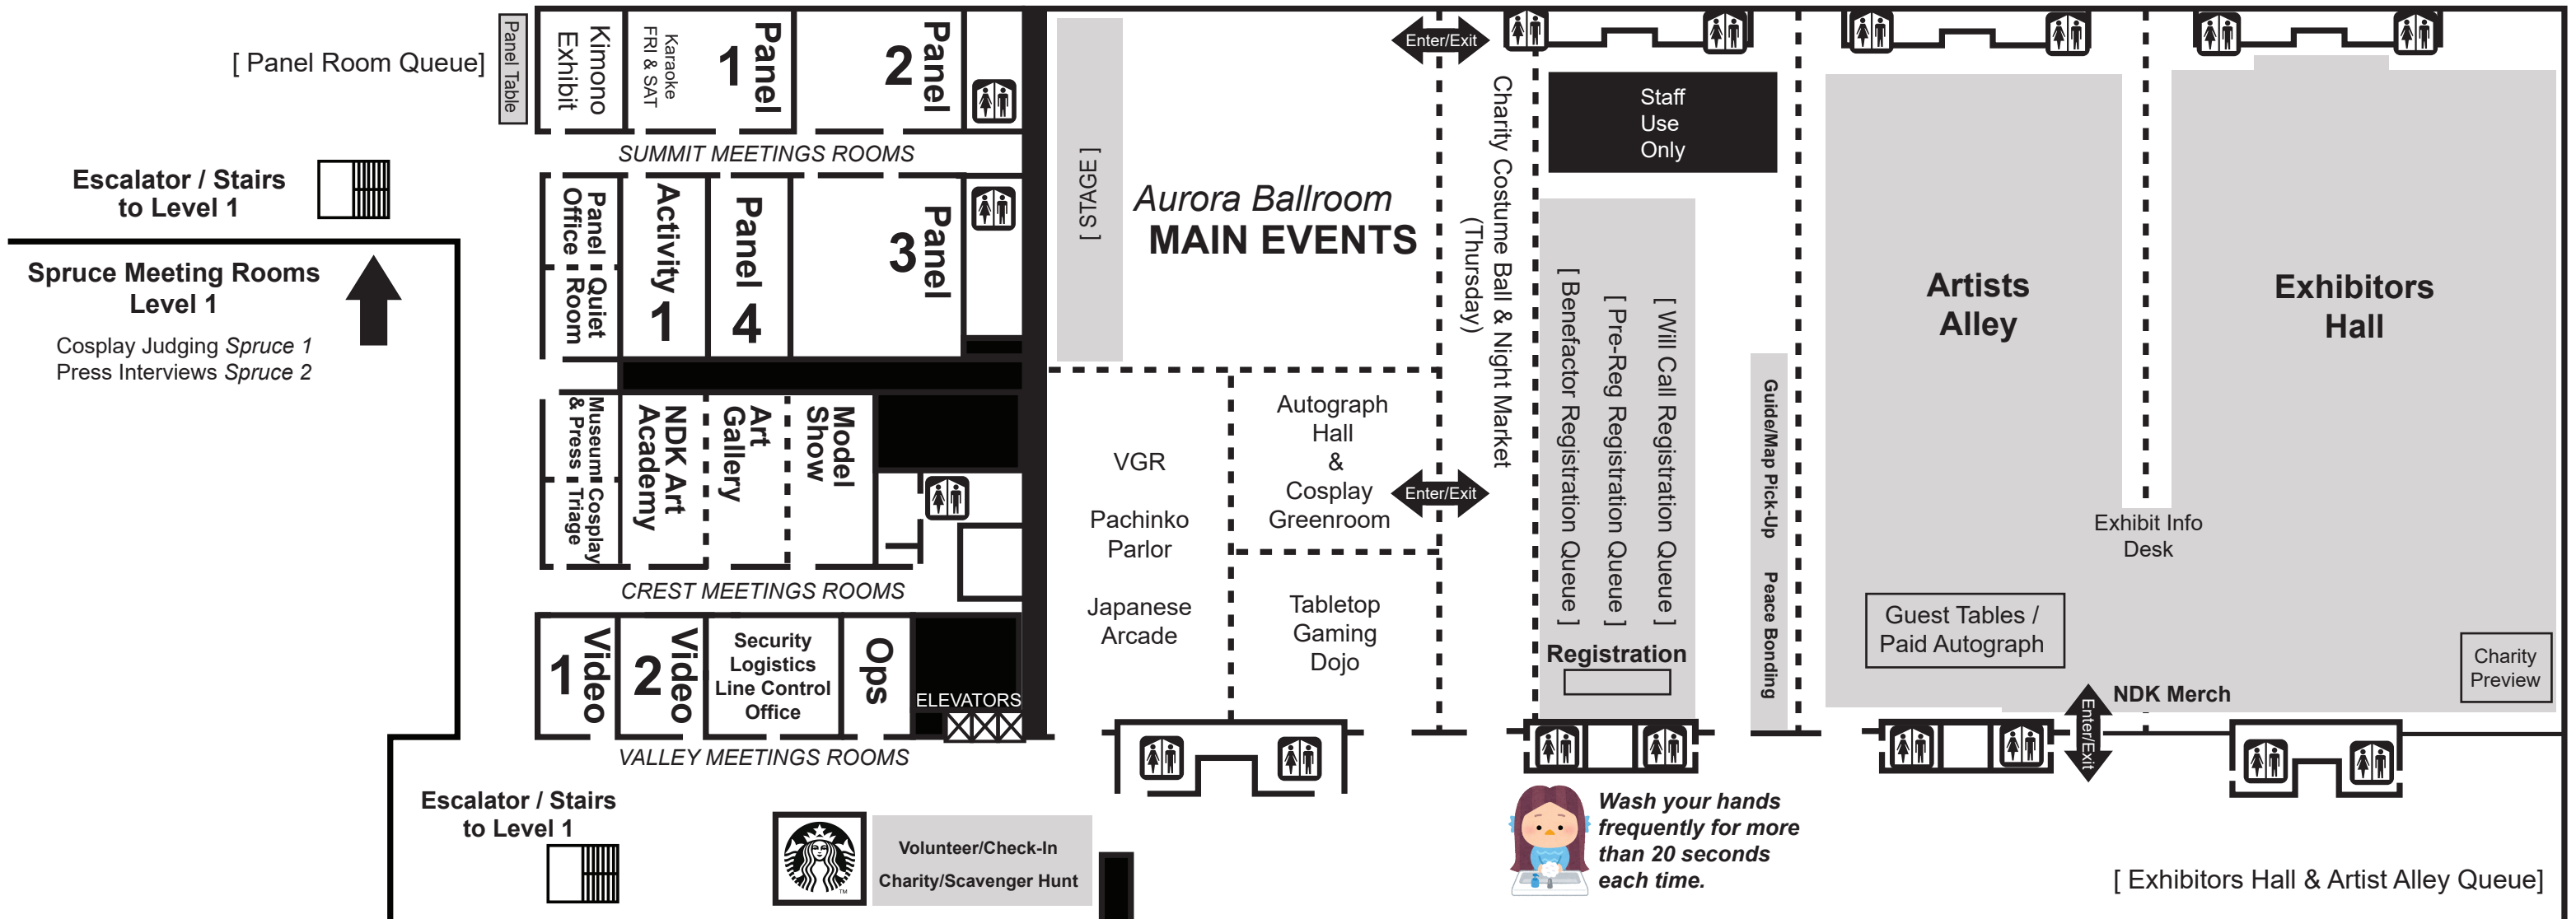 [ Panel Room Queue]
Panel Table
Kimono
Exhibit
Karaoke
FRI & SAT
Panel
1
Panel
2
SUMMIT MEETINGS ROOMS
Escalator / Stairs
to Level 1
Spruce Meeting Rooms
Level 1
Cosplay Judging Spruce 1
Press Interviews Spruce 2
Panel
Office
Quiet
Room
Activity
1
Panel
4
Panel
3
Museum
& Press
Cosplay
Triage
NDK Art
Academy
Art
Gallery
Model
Show
CREST MEETINGS ROOMS
Video
1
Video
2
Security
Logistics
Line Control
Office
Ops
ELEVATORS
VALLEY MEETINGS ROOMS
Escalator / Stairs
to Level 1
TM
Volunteer/Check-In
Charity/Scavenger Hunt
[ STAGE ]
Aurora Ballroom
MAIN EVENTS
VGR
Pachinko
Parlor
Japanese
Arcade
Autograph
Hall
&
Cosplay
Greenroom
Tabletop
Gaming
Dojo
Enter/Exit
Enter/Exit
Charity Costume Ball & Night Market
(Thursday)
Staff
Use
Only
[ Benefactor Registration Queue ]
[ Pre-Reg Registration Queue ]
[ Will Call Registration Queue ]
Registration
Guide/Map Pick-Up
Peace Bonding
Wash your hands
frequently for more
than 20 seconds
each time.
Artists
Alley
Exhibitors
Hall
Exhibit Info
Desk
Guest Tables /
Paid Autograph
Charity
Preview
NDK Merch
Enter/Exit
[ Exhibitors Hall & Artist Alley Queue]